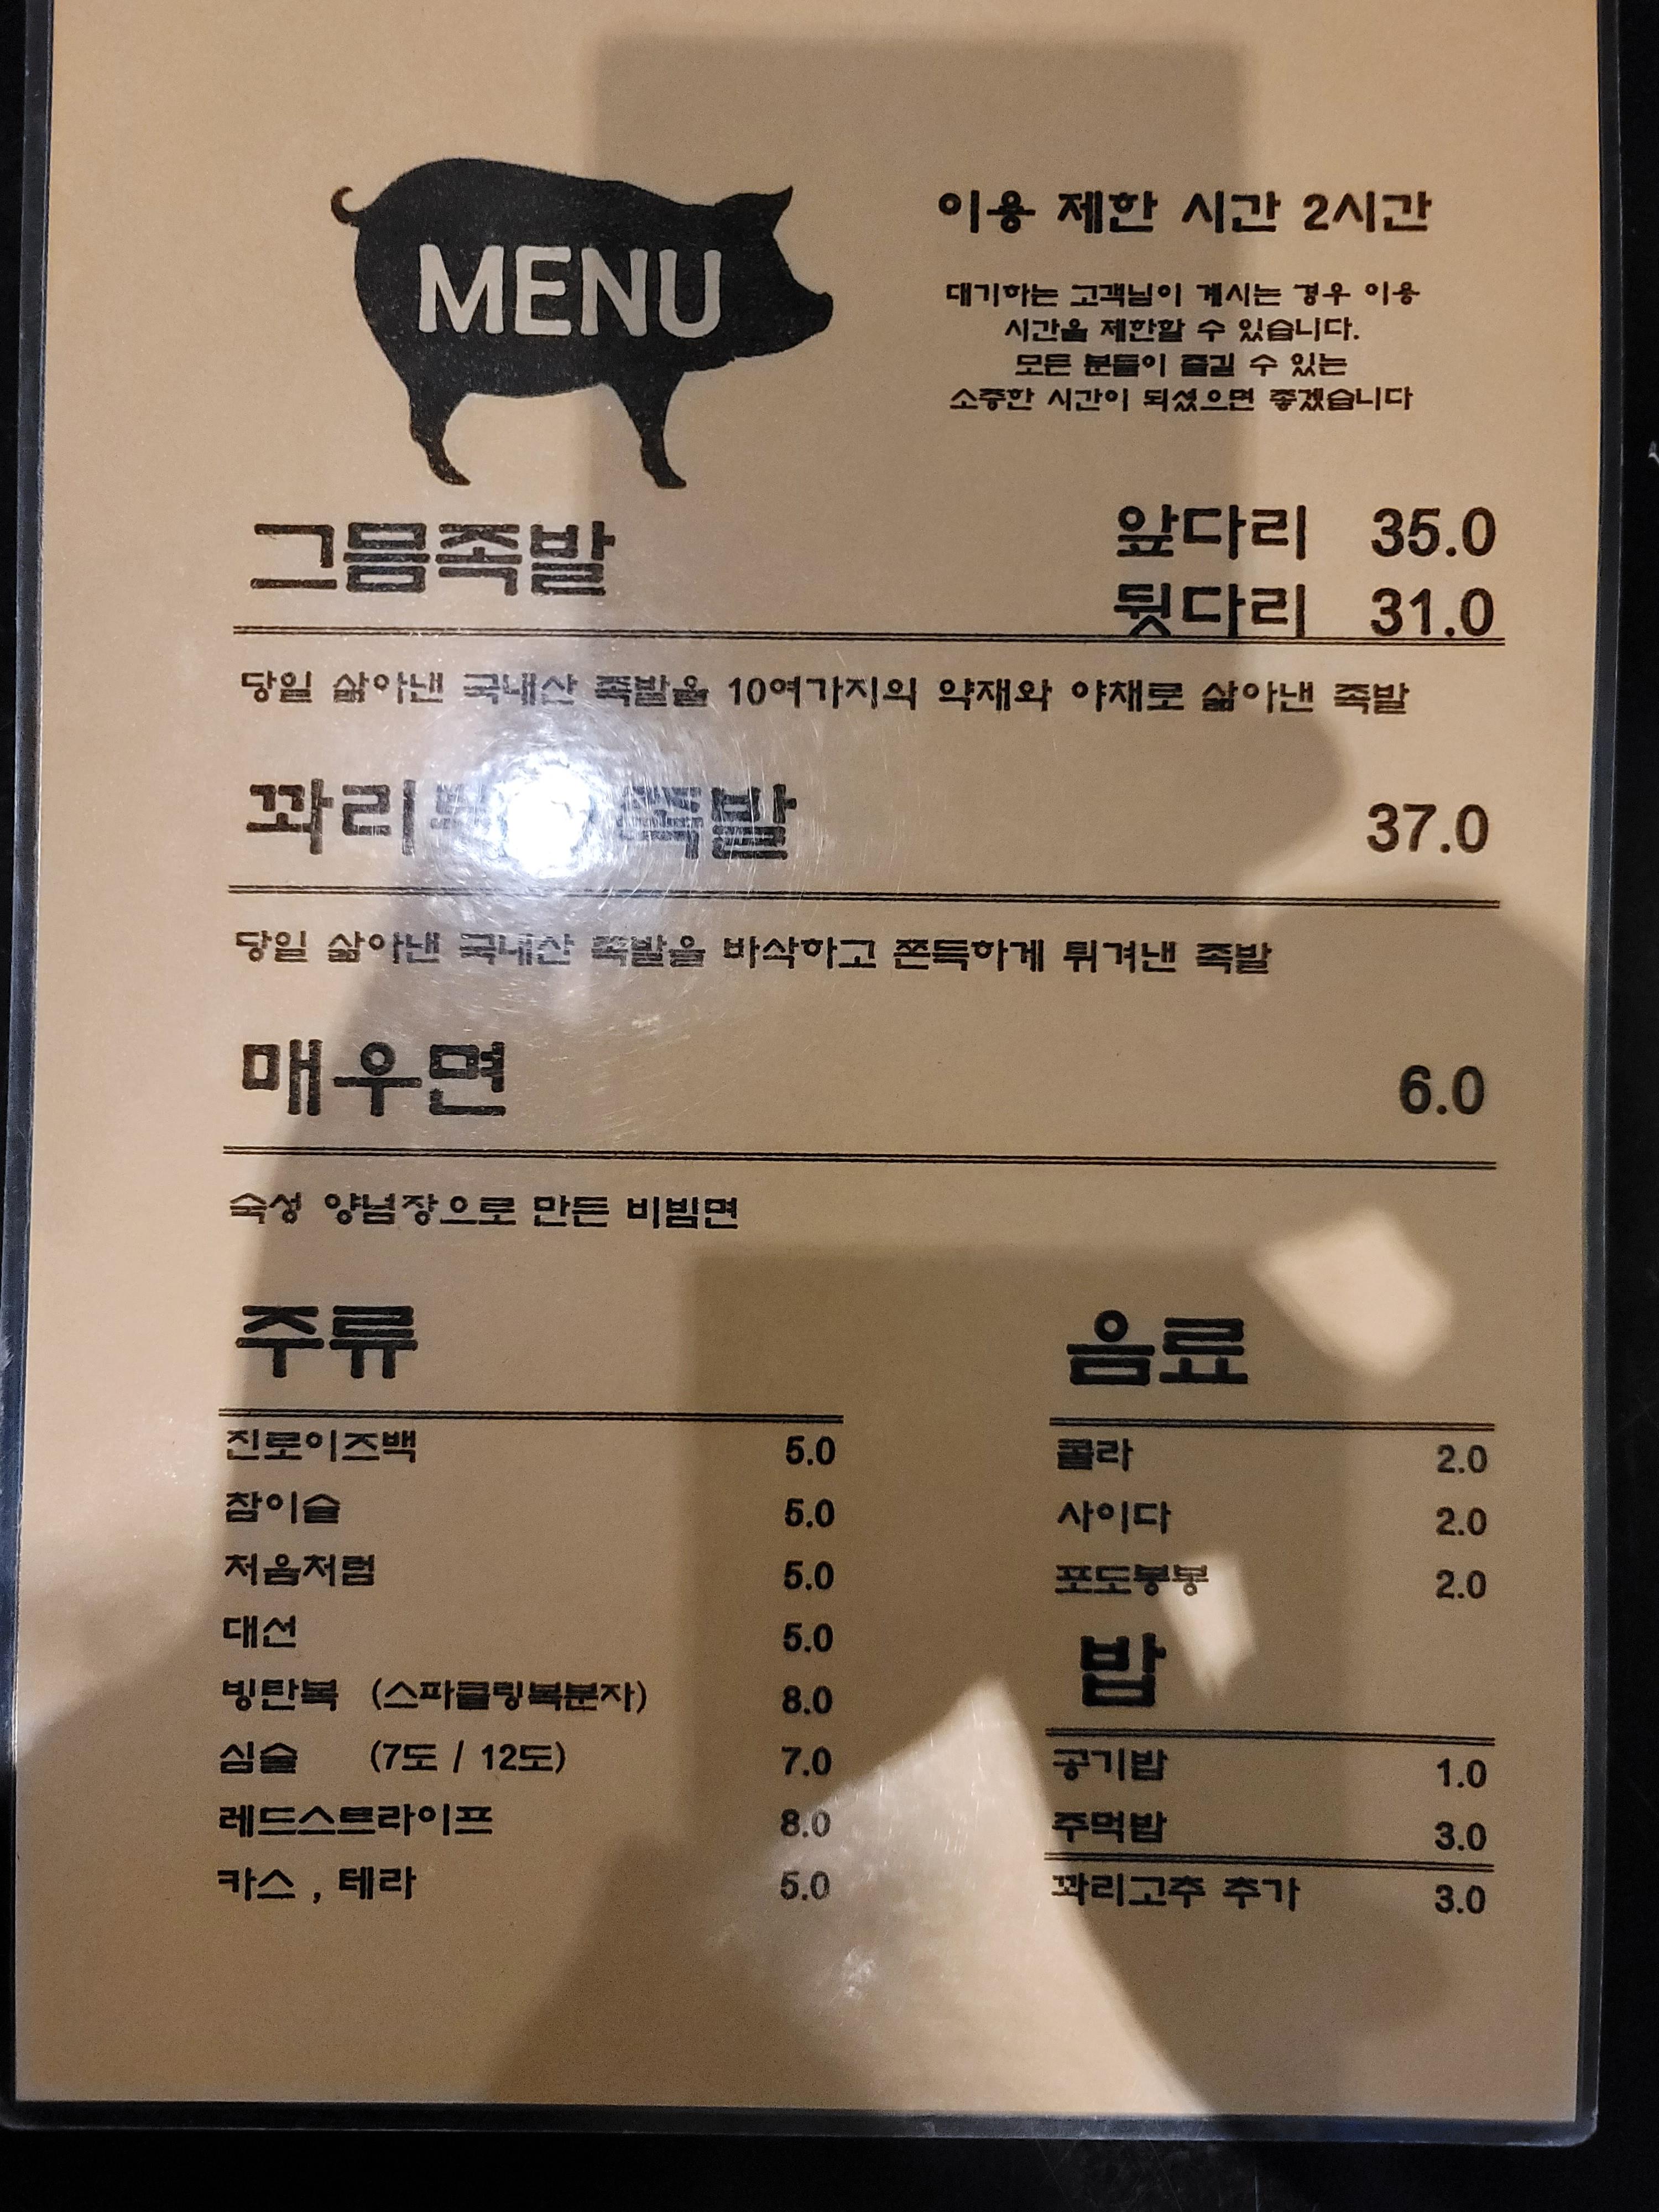 MENU
이용 제한 시간 2시간
대기하는 고객님이 계시는 경우 이용
시간을 제한할 수 있습니다.
모든 분들이 즐길 수 있는
소중한 시간이 되셨으면 좋겠습니다
그믐족발
앞다리 35.0
뒷다리 31.0
당일 삶아낸 국내산 족발을 10여가지의 약재와 야채로 삶아낸 족발
37.0
당일 삶아낸 국내산 족발을 바삭하고 쫀득하게 튀겨낸 족발
매우면 6.0
숙성 양념장으로 만든 비빔면
주류
진로이즈백 5.0
참이슬 5.0
처음처럼 5.0
대선 5.0
빙탄복 (스파클링복분자) 8.0
심술 (7도 / 12도) 7.0
레드스트라이프 8.0
카스 , 테라 5.0
음료
콜라 2.0
사이다 2.0
포도봉봉 2.0
밥
공기밥 1.0
주먹밥 3.0
꽈리고추 추가 3.0